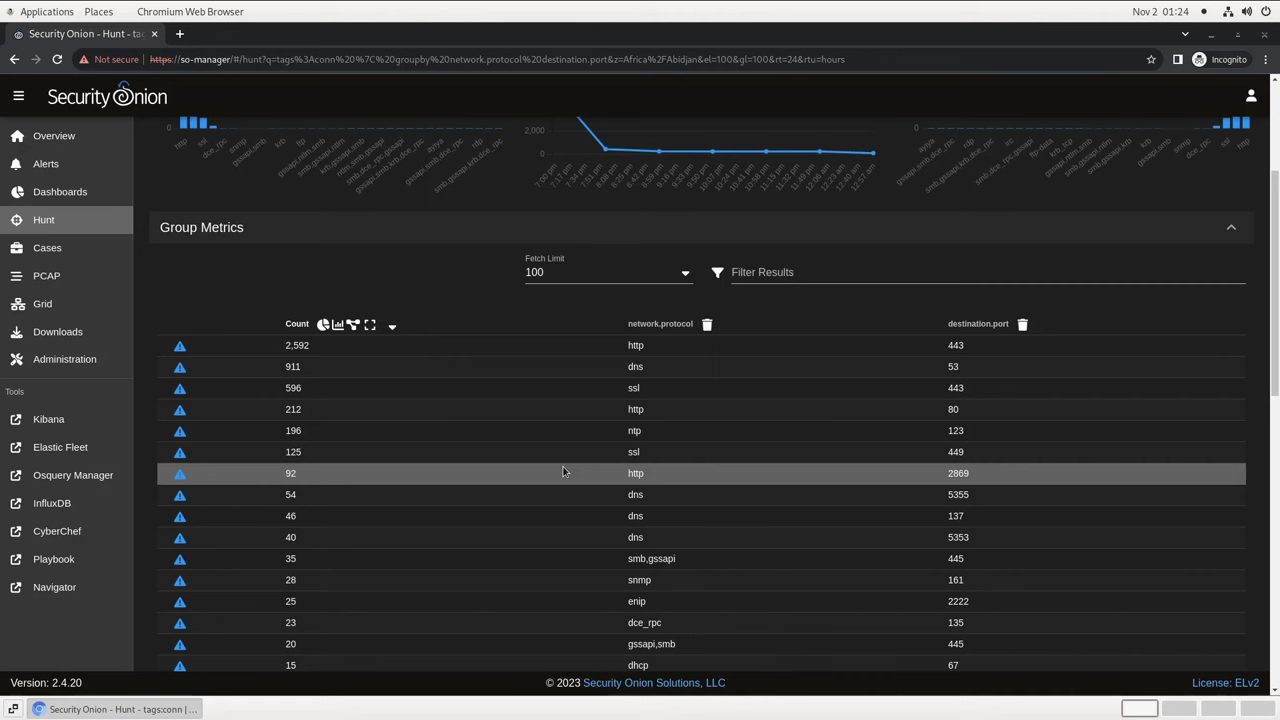 Applications Places Chromium Web Browser Nov 2 01:24
Security Onion - Hunt - ta
Not secure https://so-manager/#/hunt?q=tags%3Aconn%20%7C%20groupby%20network.protocol%20destination.port&z=Africa%2FAbidjan&el=100&gl=100&rt=24&rtu=hours Incognito
Security Onion
Overview
Alerts
Dashboards
Hunt
Cases
PCAP
Grid
Downloads
Administration
Tools
Kibana
Elastic Fleet
Osquery Manager
InfluxDB
CyberChef
Playbook
Navigator
0
2,000
0
0
Group Metrics
Fetch Limit
100 Filter Results
Count network.protocol destination.port
2,592 http 443
911 dns 53
596 ssl 443
212 http 80
196 ntp 123
125 ssl 449
92 http 2869
54 dns 5355
46 dns 137
40 dns 5353
35 smb,gssapi 445
28 snmp 161
25 enip 2222
23 dce_rpc 135
20 gssapi,smb 445
15 dhcp 67
Version: 2.4.20 © 2023 Security Onion Solutions, LLC License: ELv2
Security Onion - Hunt - tags:conn | ...